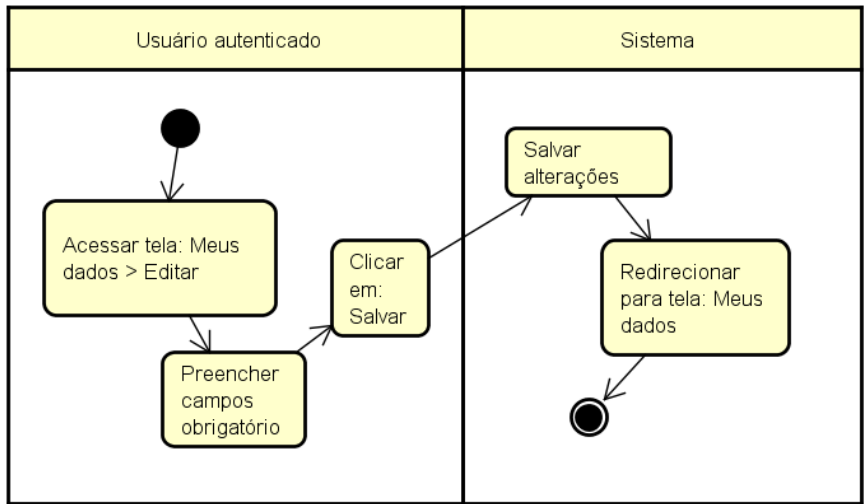 Usuário autenticado
Sistema
Acessar tela: Meus
dados > Editar
Preencher
campos
obrigatório
Clicar
em:
Salvar
Salvar
alterações
Redirecionar
para tela: Meus
dados